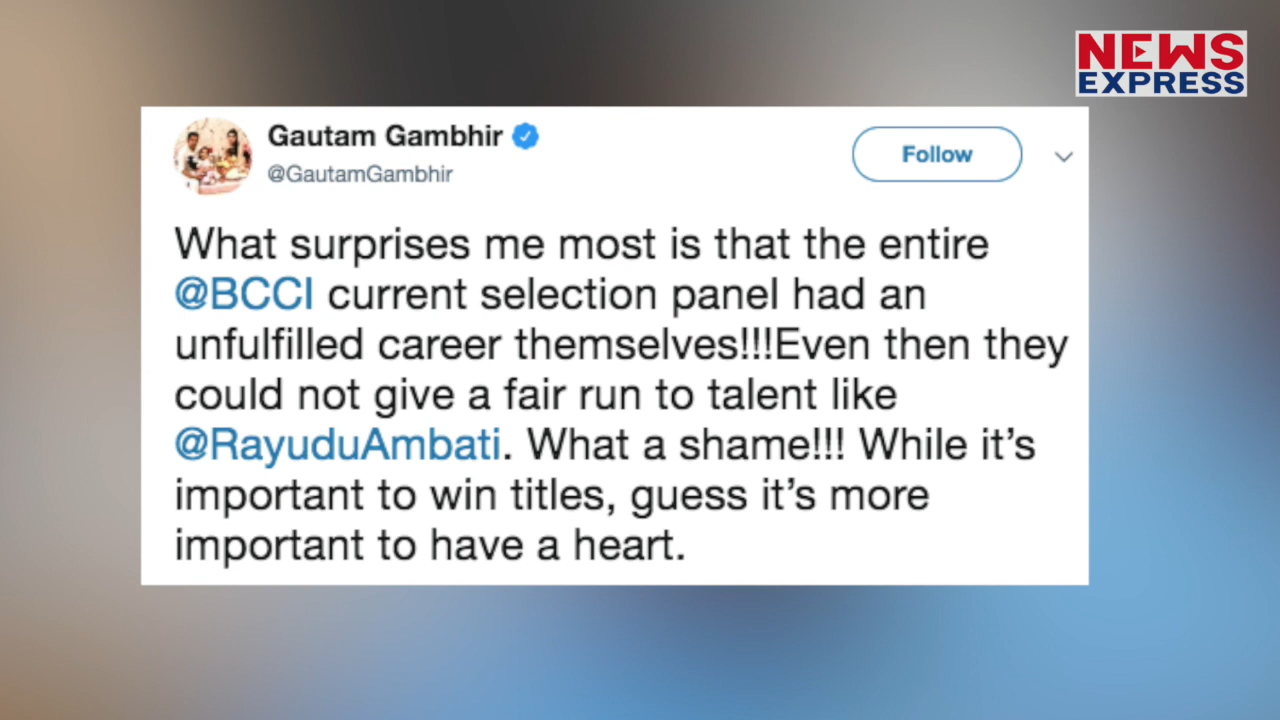 NEWS
EXPRESS
Gautam Gambhir
@GautamGambhir
Follow
What surprises me most is that the entire
@BCCI current selection panel had an
unfulfilled career themselves!!!Even then they
could not give a fair run to talent like
@RayuduAmbati. What a shame!!! While it’s
important to win titles, guess it’s more
important to have a heart.